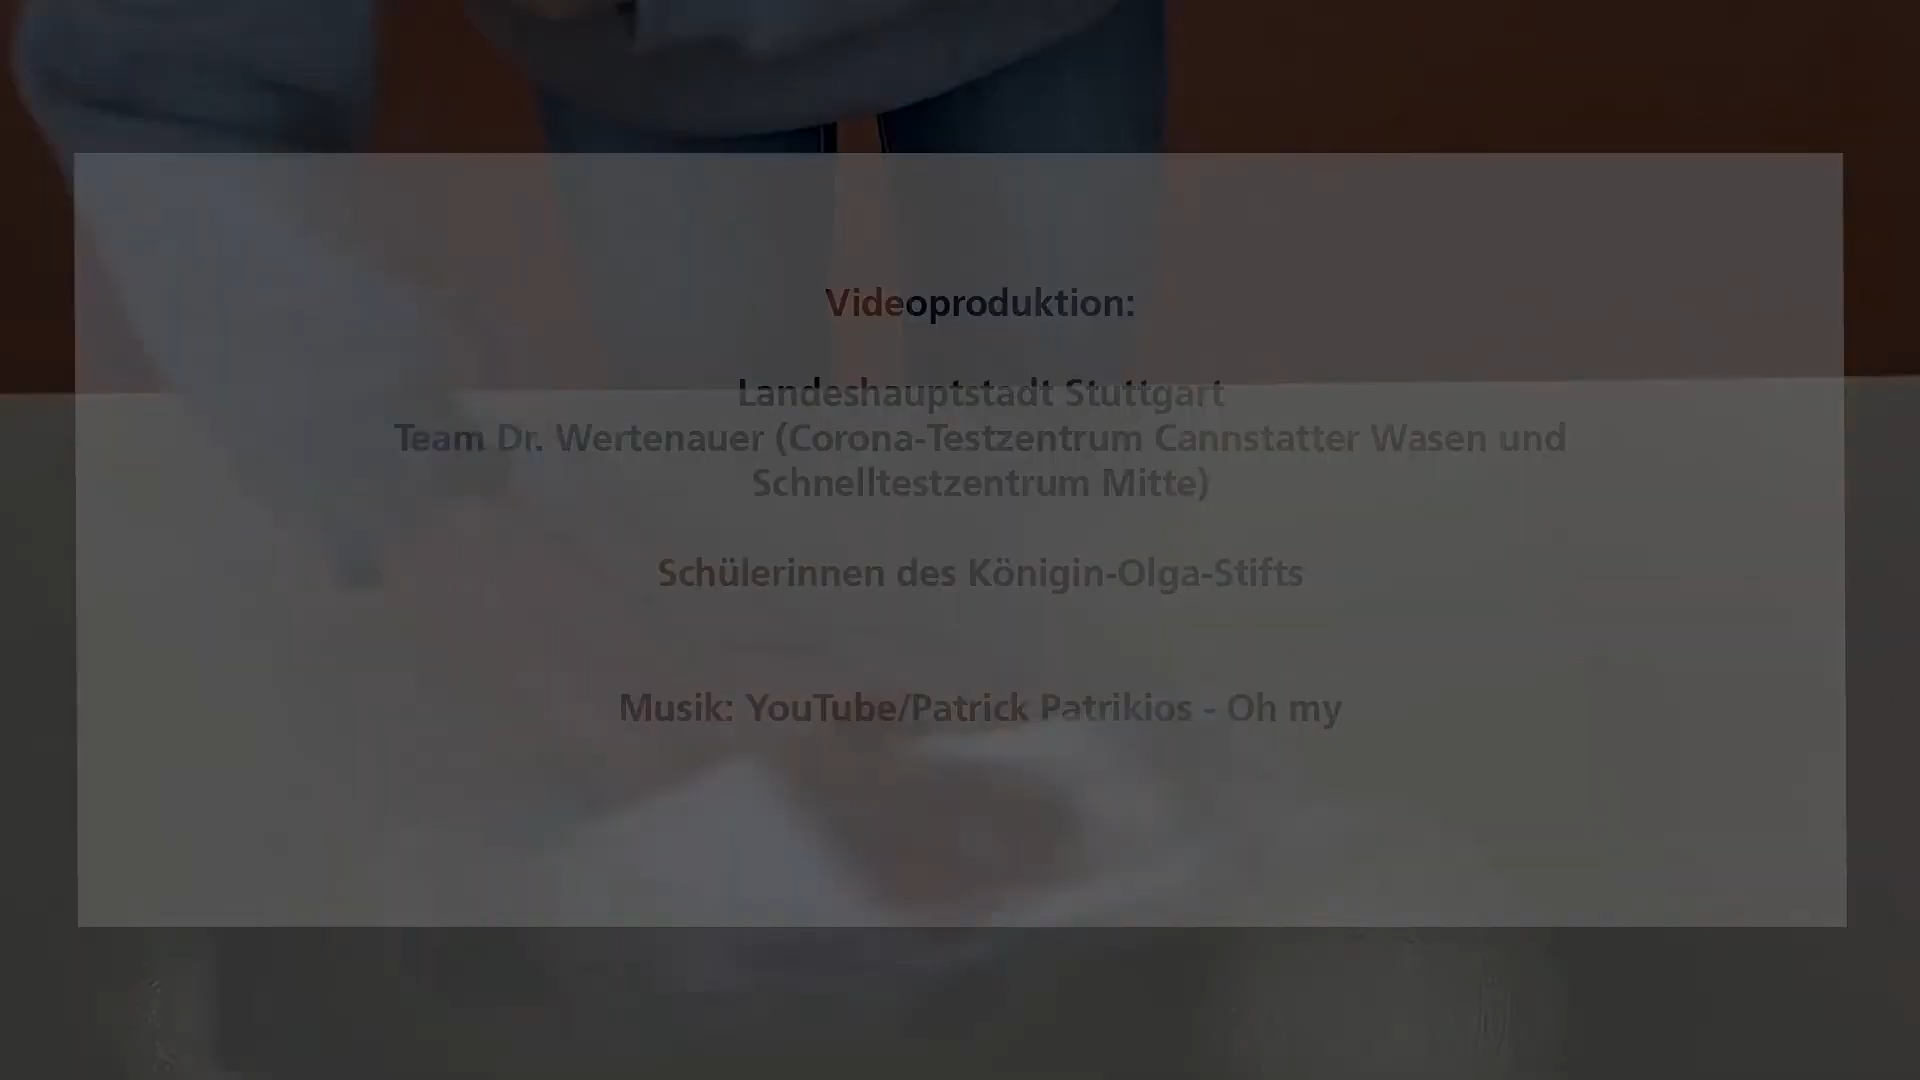 Videoproduktion:
Landeshauptstadt Stuttgart
Team Dr. Wertenauer (Corona-Testzentrum Cannstatter Wasen und
Schnelltestzentrum Mitte)
Schülerinnen des Königin-Olga-Stifts
Musik: YouTube/Patrick Patrikios - Oh my